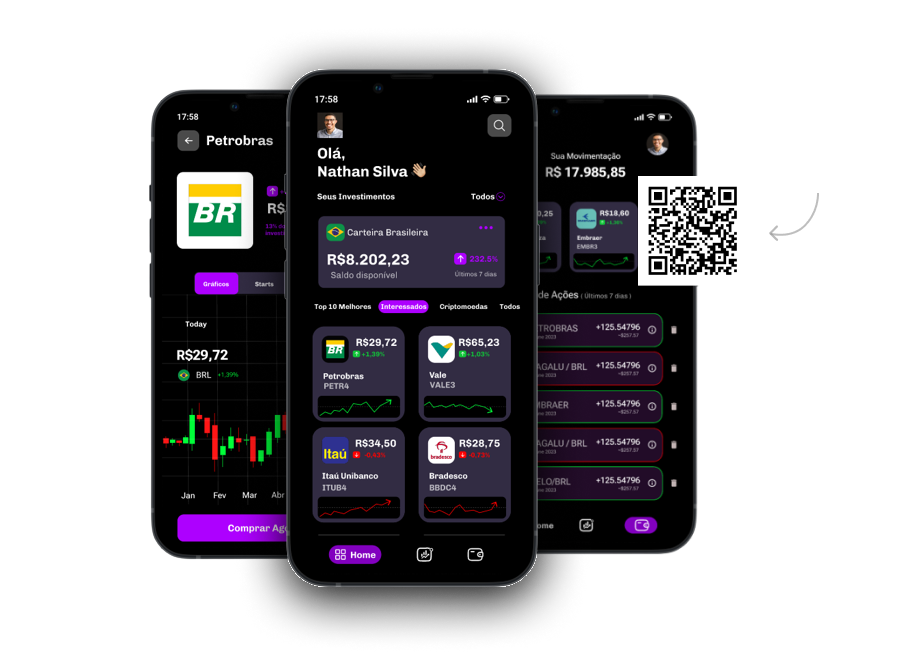 17:58
Petrobras
BR
R$
Gráficos
Starts
Today
R$29,72
BRL
+1,39%
Jan
Fev
Mar
Abr
Comprar
17:58
Olá,
Nathan Silva 👋🏼
Seus Investimentos
Todos
Carteira Brasileira
R$8.202,23
232.5%
Saldo disponível
Últimos 7 dias
Top 10 Melhores
Interessados
Criptomoedas
Todos
BR
R$29,72
+1,39%
Petrobras
PETR4
R$65,23
+1,03%
Vale
VALE3
Itaú
R$34,50
-0.43%
Itaú Unibanco
ITUB4
bradesco
R$28,75
-0.73%
Bradesco
BBDC4
Home
Sua Movimentação
R$ 17.985,85
0,25
R$18,60
+1,39%
Embraer
EMBR3
de Ações ( Últimos 7 dias )
TROBRAS
+125.54796
~$257.57
AGALU / BRL
+125.54796
~$257.57
MBRAER
+125.54796
~$257.57
AGALU / BRL
+125.54796
~$257.57
ELO/BRL
+125.54796
~$257.57
ome